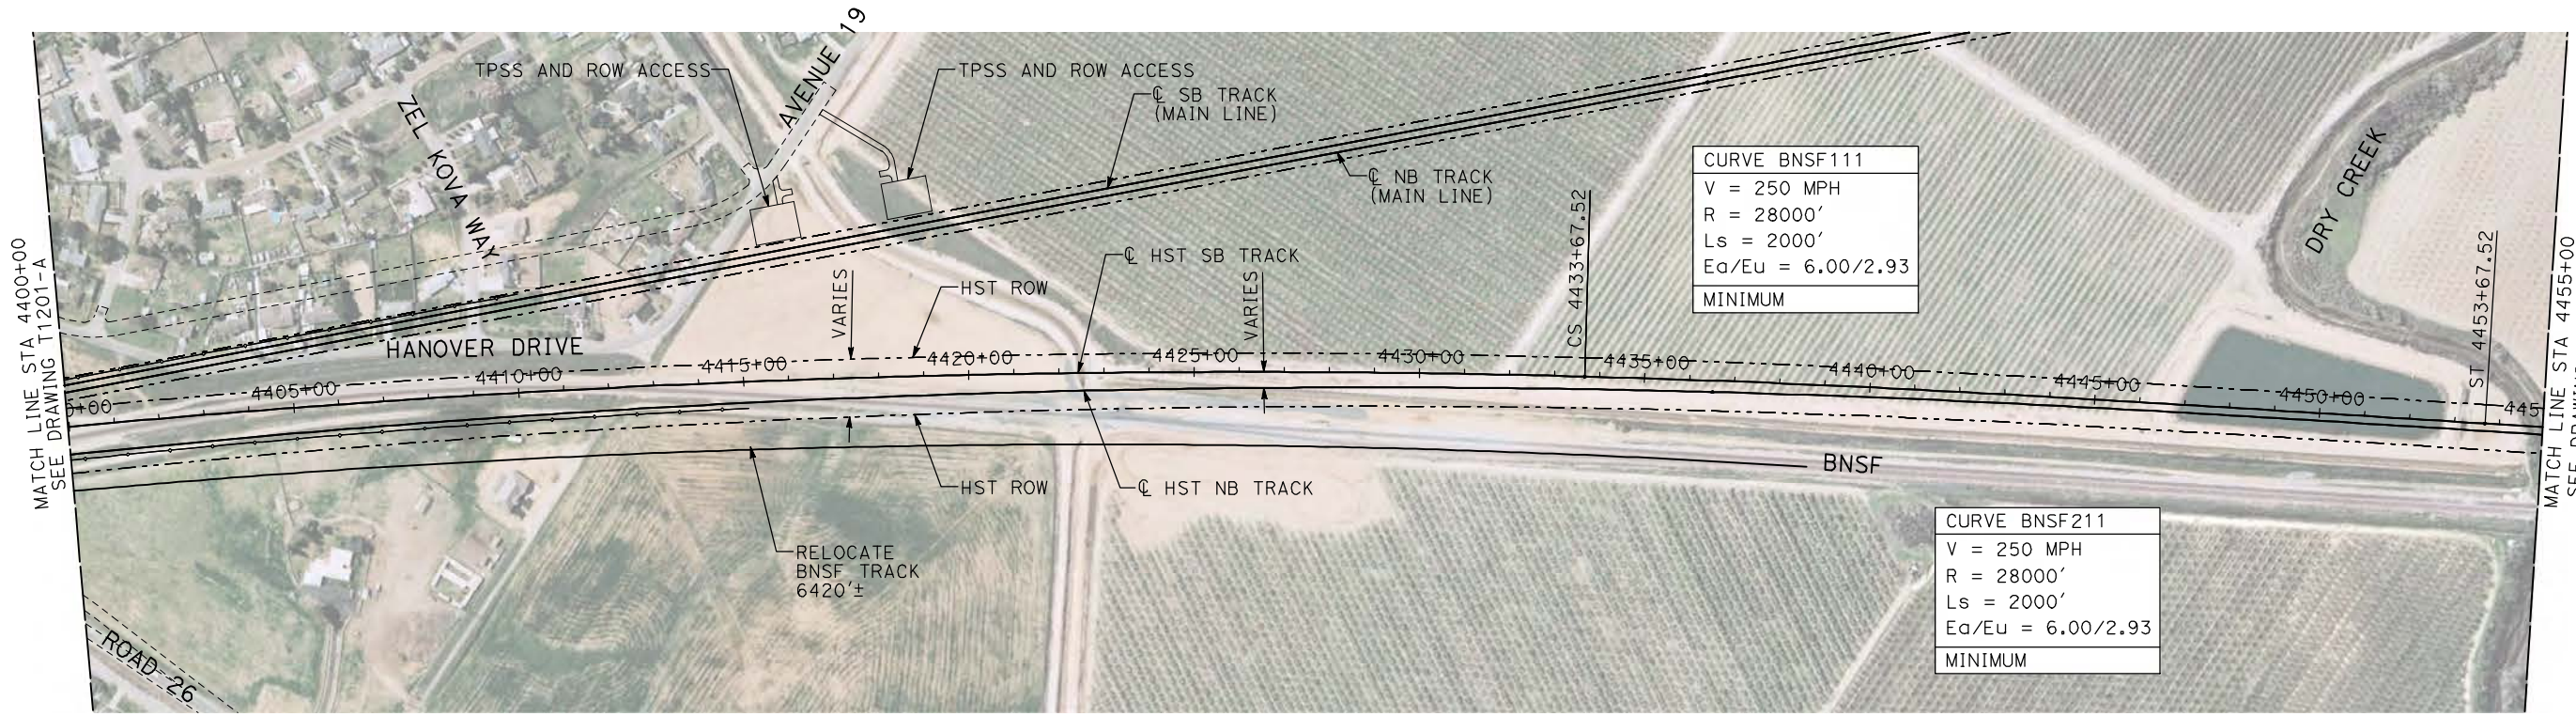 AVENUE 19
TPSS AND ROW ACCESS
TPSS AND ROW ACCESS
ZEL KOVA WAY
℄ SB TRACK
(MAIN LINE)
℄ NB TRACK
(MAIN LINE)
CURVE BNSF111
V = 250 MPH
R = 28000'
Ls = 2000'
Ea/Eu = 6.00/2.93
MINIMUM
DRY CREEK
MATCH LINE STA 4400+00
SEE DRAWING T1201-A
HANOVER DRIVE
VARIES
HST ROW
℄ HST SB TRACK
VARIES
CS 4433+67.52
ST 4453+67.52
MATCH LINE STA 4455+00
0+00
4405+00
4410+00
4415+00
4420+00
4425+00
4430+00
4435+00
4440+00
4445+00
4450+00
445
HST ROW
℄ HST NB TRACK
BNSF
RELOCATE
BNSF TRACK
6420'±
CURVE BNSF211
V = 250 MPH
R = 28000'
Ls = 2000'
Ea/Eu = 6.00/2.93
MINIMUM
ROAD 26